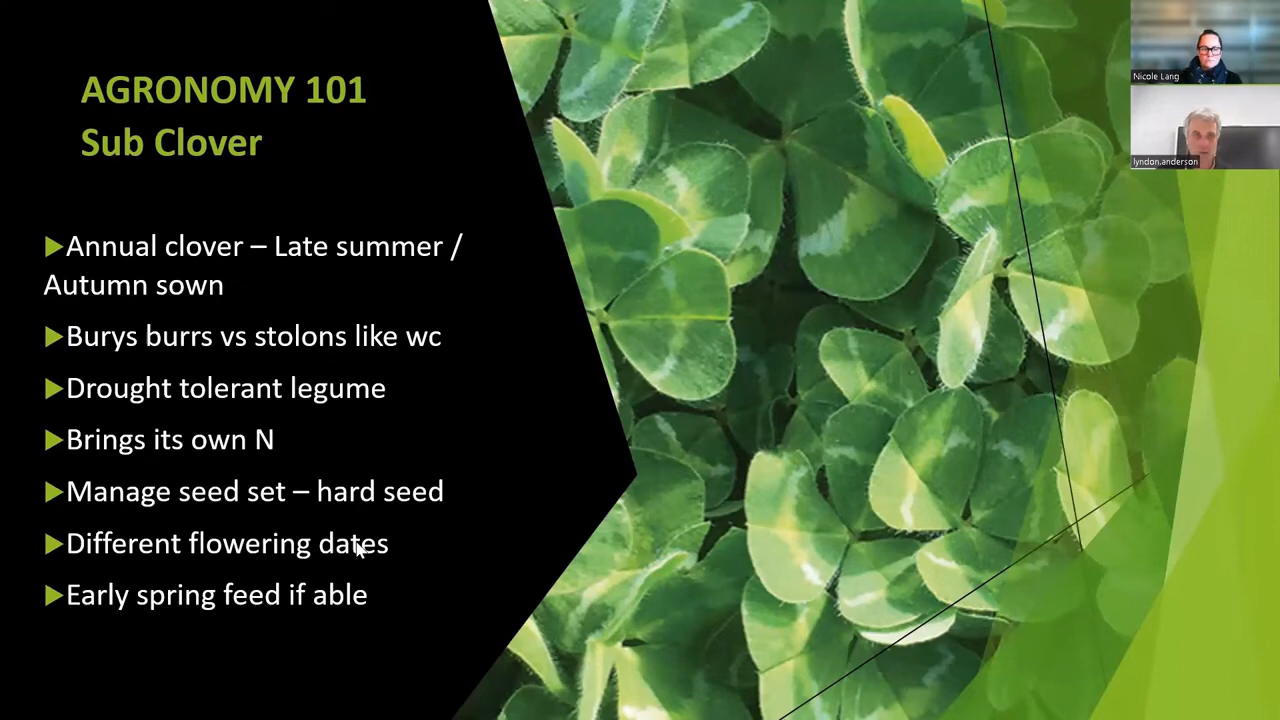 AGRONOMY 101
Sub Clover
Annual clover – Late summer /
Autumn sown
Burys burrs vs stolons like wc
Drought tolerant legume
Brings its own N
Manage seed set – hard seed
Different flowering dates
Early spring feed if able
Nicole Lang
lyndon.anderson